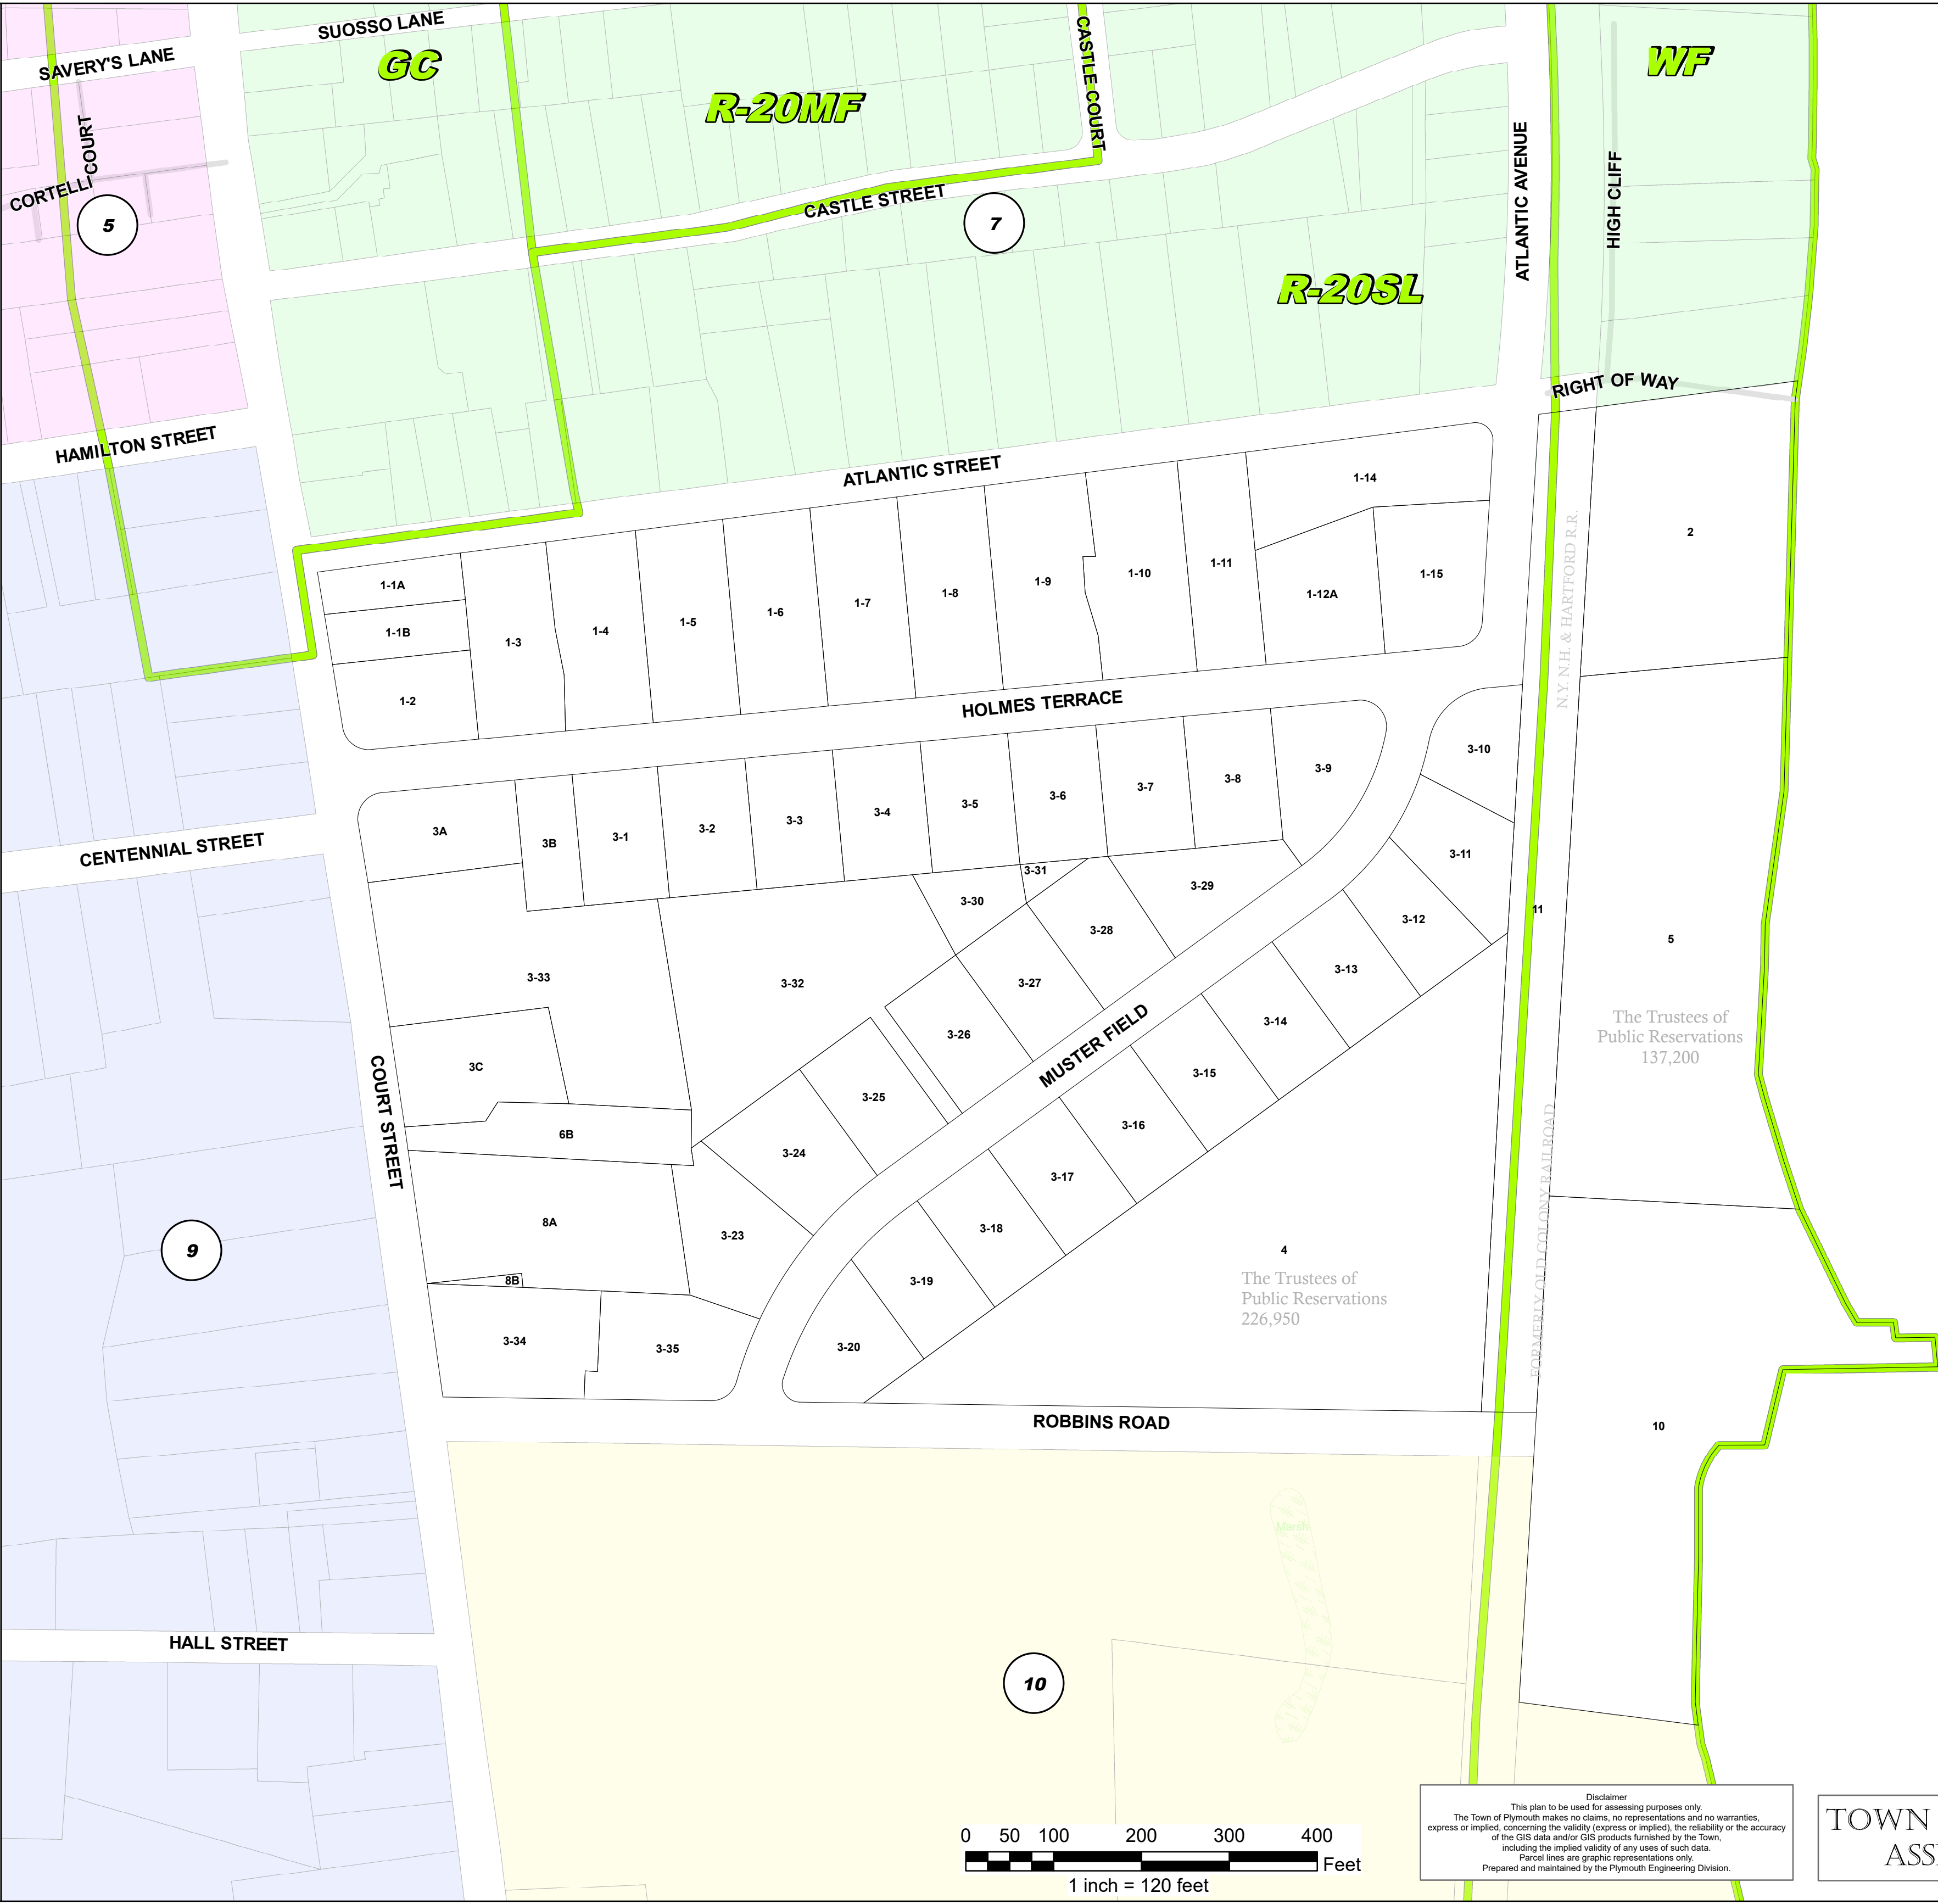 SUOSSO LANE
GC
SAVERY'S LANE
R-20MF
CASTLE COURT
WF
COURT
CORTELLI
5
CASTLE STREET
7
ATLANTIC AVENUE
HIGH CLIFF
R-20SL
RIGHT OF WAY
HAMILTON STREET
ATLANTIC STREET
1-14
2
1-1A
1-1B
1-2
1-3
1-4
1-5
1-6
1-7
1-8
1-9
1-10
1-11
1-12A
1-15
N.Y. N.H. & HARTFORD R.R.
HOLMES TERRACE
3-10
3A
3B
3-1
3-2
3-3
3-4
3-5
3-6
3-7
3-8
3-9
CENTENNIAL STREET
3-11
3-31
3-30
3-29
3-28
3-12
11
5
3-33
3-32
3-27
3-13
3-26
3-14
The Trustees of
Public Reservations
137,200
MUSTER FIELD
3C
3-25
3-15
COURT STREET
6B
3-24
3-16
3-17
FORMERLY OLD COLONY RAILROAD
8A
3-23
3-18
9
4
The Trustees of
Public Reservations
226,950
8B
3-19
3-34
3-35
3-20
ROBBINS ROAD
10
Marsh
HALL STREET
10
0 50 100 200 300 400
Feet
1 inch = 120 feet
Disclaimer
This plan to be used for assessing purposes only.
The Town of Plymouth makes no claims, no representations and no warranties,
express or implied, concerning the validity (express or implied), the reliability or the accuracy
of the GIS data and/or GIS products furnished by the Town,
including the implied validity of any uses of such data.
Parcel lines are graphic representations only.
Prepared and maintained by the Plymouth Engineering Division.
TOWN
ASS